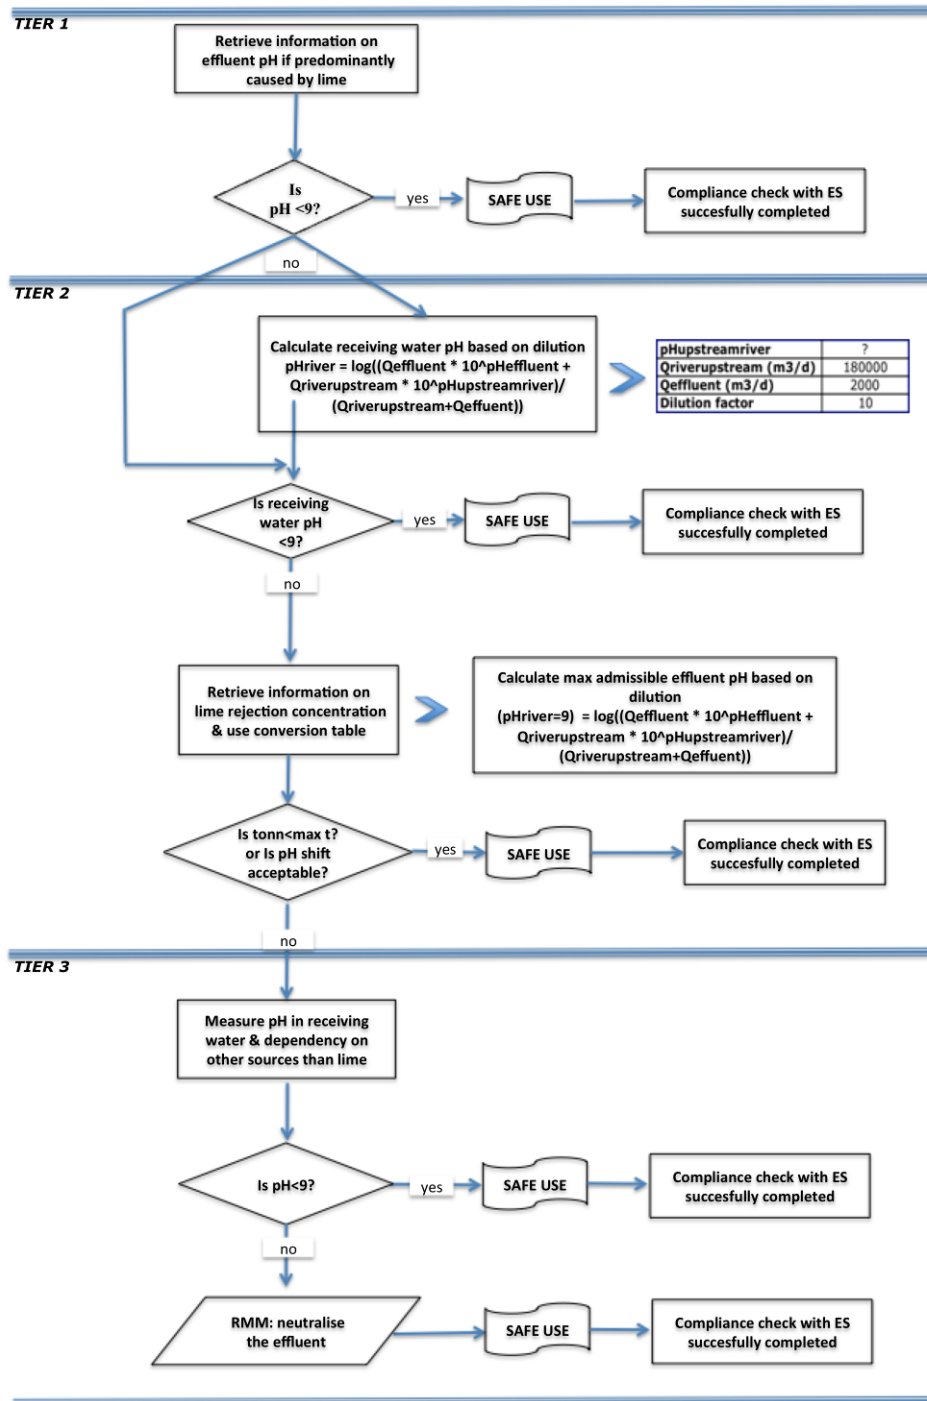 TIER 1
Retrieve information on
effluent pH if predominantly
caused by lime
Is
pH <9?
yes
SAFE USE
Compliance check with ES
succesfully completed
no
TIER 2
Calculate receiving water pH based on dilution
pHriver = log((Qeffluent * 10^pHeffluent +
Qriverupstream * 10^pHupstreamriver)/
(Qriverupstream+Qeffuent))
pHupstreamriver ?
Qriverupstream (m3/d) 180000
Qeffluent (m3/d) 2000
Dilution factor 10
Is receiving
water pH
<9?
yes
SAFE USE
Compliance check with ES
succesfully completed
no
Retrieve information on
lime rejection concentration
& use conversion table
Calculate max admissible effluent pH based on
dilution
(pHriver=9) = log((Qeffluent * 10^pHeffluent +
Qriverupstream * 10^pHupstreamriver)/
(Qriverupstream+Qeffuent))
Is tonn<max t?
or Is pH shift
acceptable?
yes
SAFE USE
Compliance check with ES
succesfully completed
no
TIER 3
Measure pH in receiving
water & dependency on
other sources than lime
Is pH<9?
yes
SAFE USE
Compliance check with ES
succesfully completed
no
RMM: neutralise
the effluent
SAFE USE
Compliance check with ES
succesfully completed